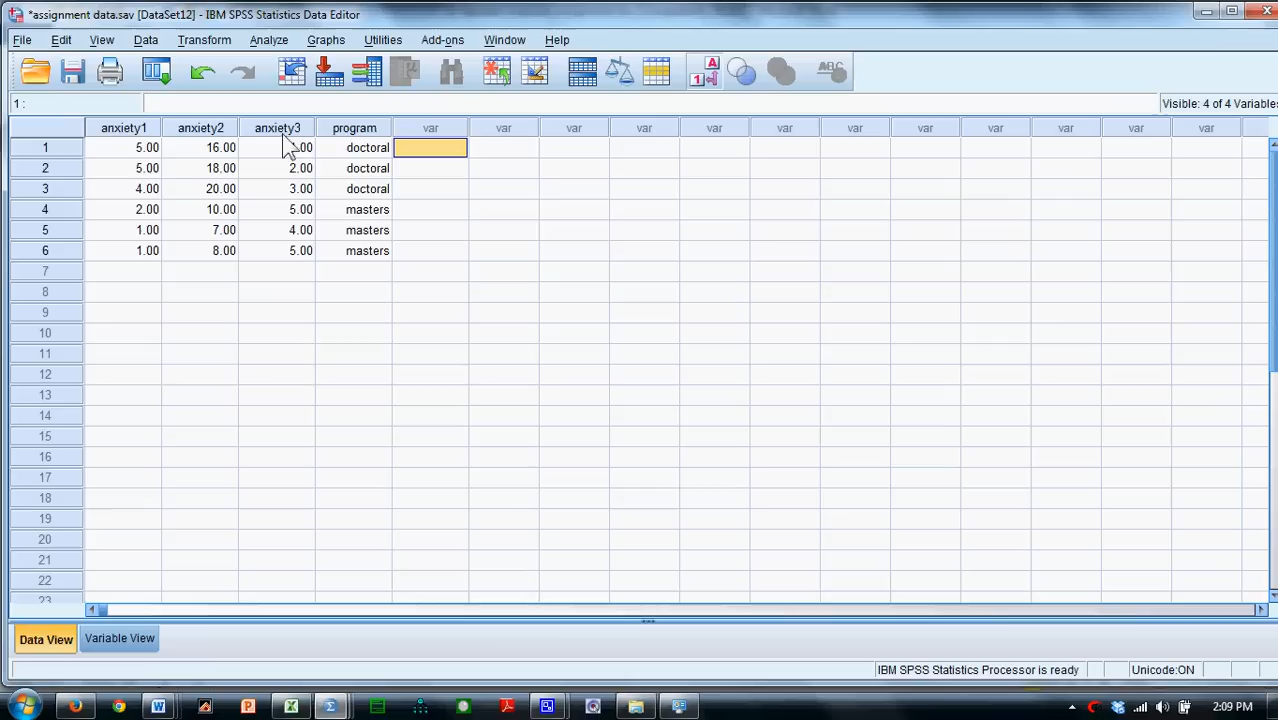 *assignment data.sav [DataSet12] - IBM SPSS Statistics Data Editor
File Edit View Data Transform Analyze Graphs Utilities Add-ons Window Help
1 : Visible: 4 of 4 Variables
anxiety1 anxiety2 anxiety3 program var var var var var var var var var var var var
1 5.00 16.00 .00 doctoral
2 5.00 18.00 2.00 doctoral
3 4.00 20.00 3.00 doctoral
4 2.00 10.00 5.00 masters
5 1.00 7.00 4.00 masters
6 1.00 8.00 5.00 masters
7
8
9
10
11
12
13
14
15
16
17
18
19
20
21
22
23
Data View Variable View
IBM SPSS Statistics Processor is ready Unicode:ON
2:09 PM